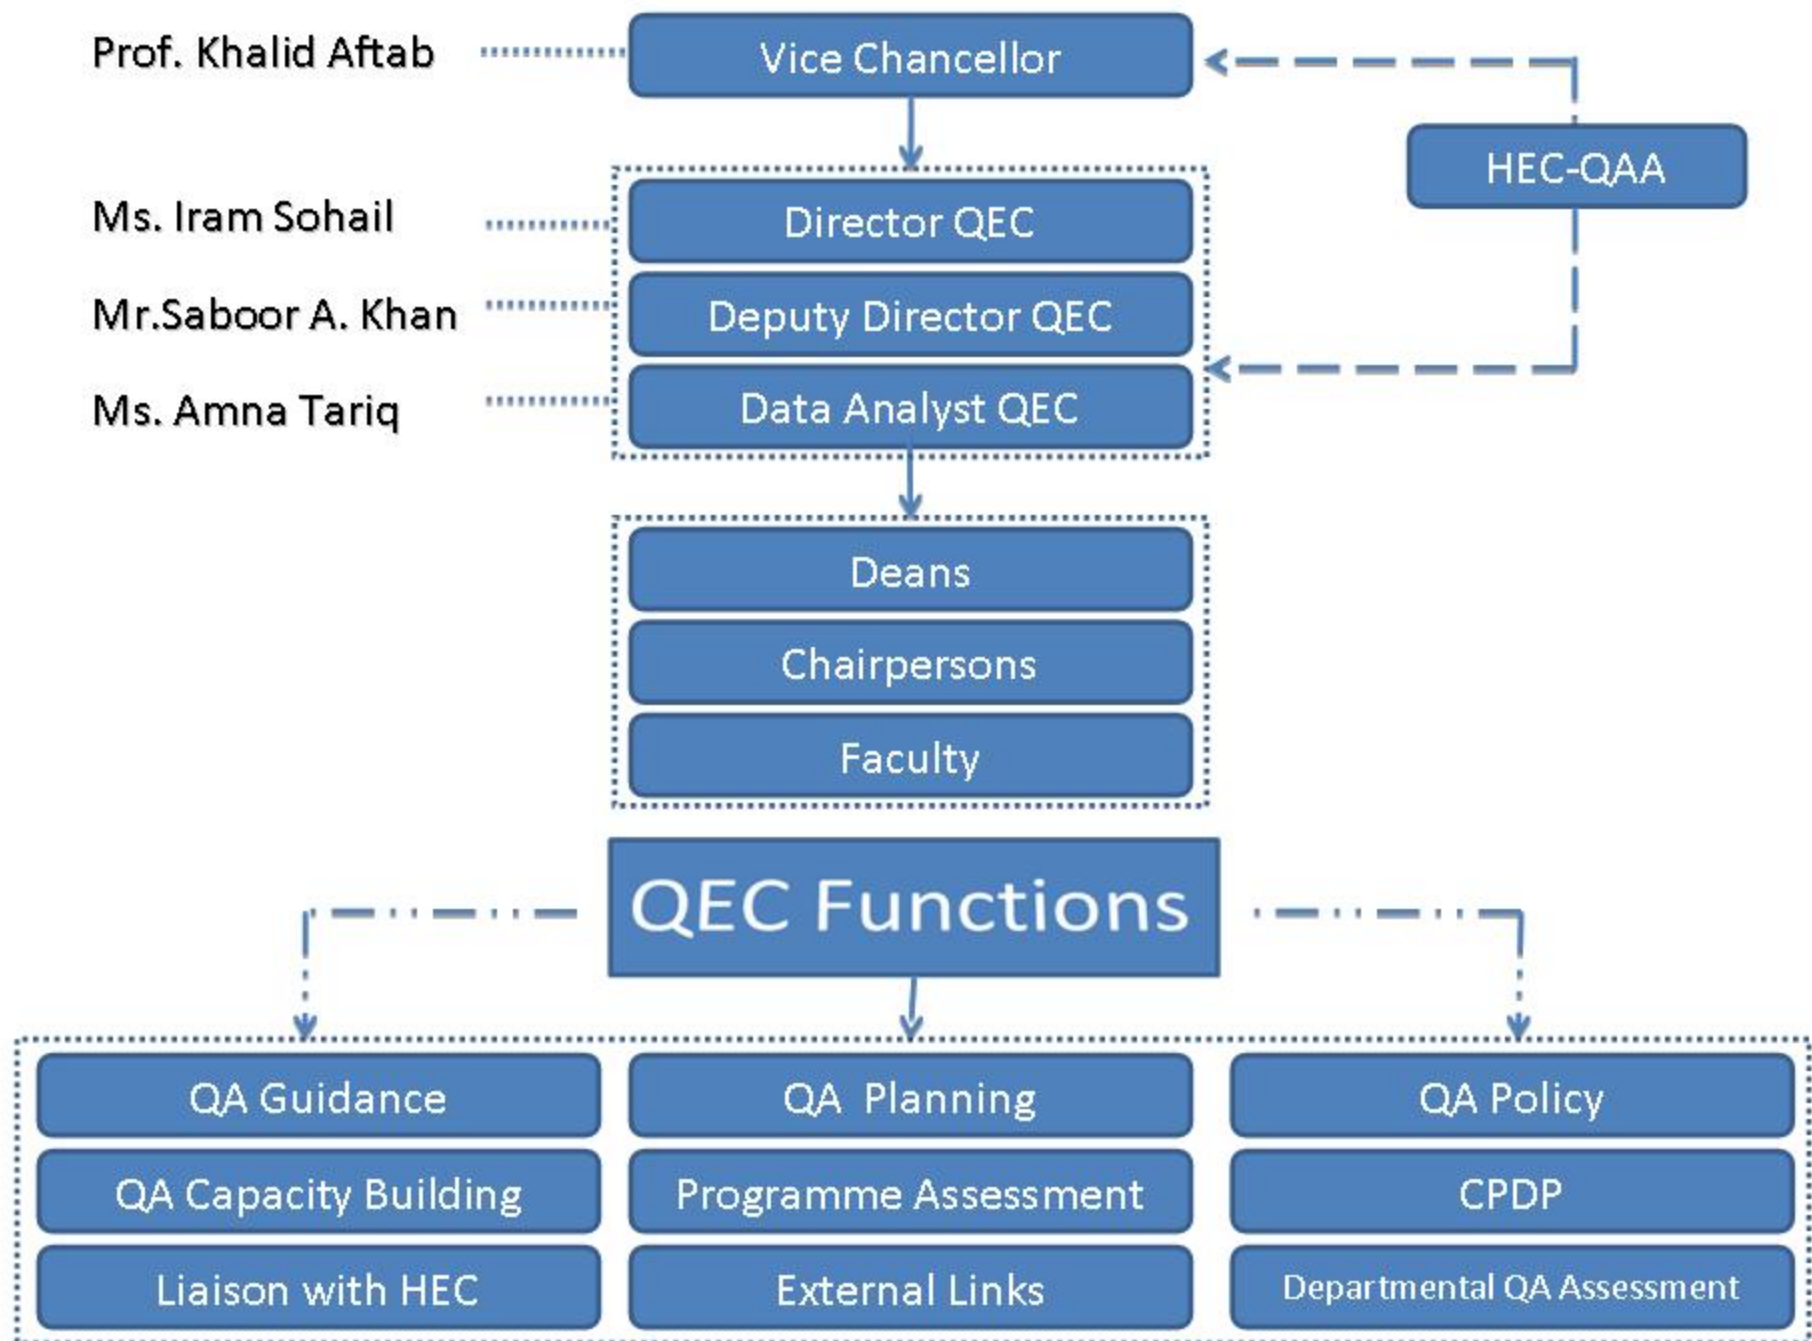 Prof. Khalid Aftab
Vice Chancellor
HEC-QAA
Ms. Iram Sohail
Director QEC
Mr.Saboor A. Khan
Deputy Director QEC
Ms. Amna Tariq
Data Analyst QEC
Deans
Chairpersons
Faculty
QEC Functions
QA Guidance
QA Planning
QA Policy
QA Capacity Building
Programme Assessment
CPDP
Liaison with HEC
External Links
Departmental QA Assessment